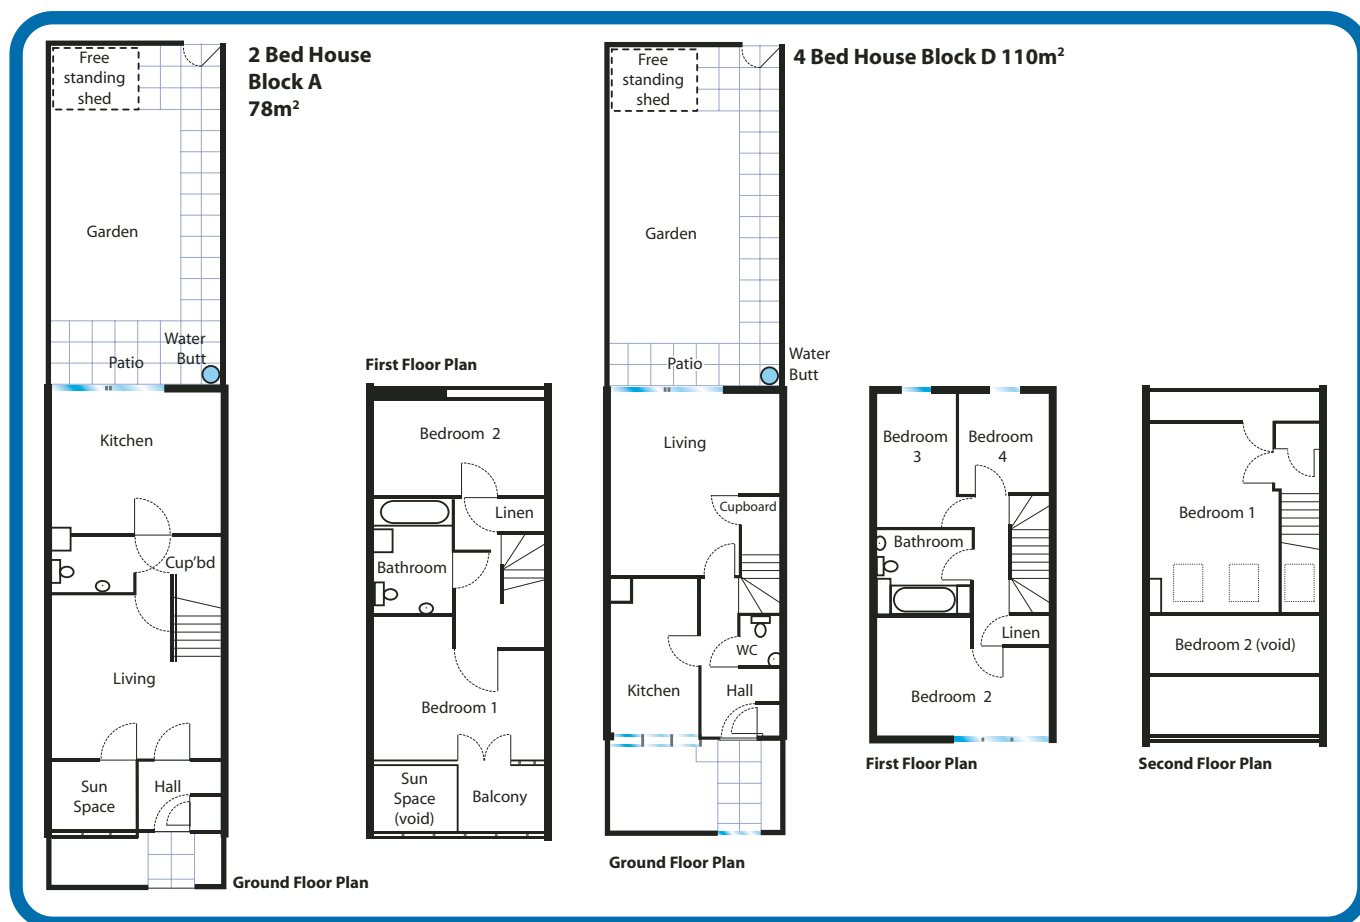 2 Bed House
Block A
78m²
Free
standing
shed
Garden
Water
Butt
Patio
Kitchen
Cup'bd
Living
Sun
Space
Hall
Ground Floor Plan
First Floor Plan
Bedroom 2
Linen
Bathroom
Bedroom 1
Sun
Space
(void)
Balcony
4 Bed House Block D 110m²
Free
standing
shed
Garden
Patio
Water
Butt
Living
Cupboard
WC
Kitchen
Hall
Ground Floor Plan
Bedroom
3
Bedroom
4
Bathroom
Linen
Bedroom 2
First Floor Plan
Bedroom 1
Bedroom 2 (void)
Second Floor Plan